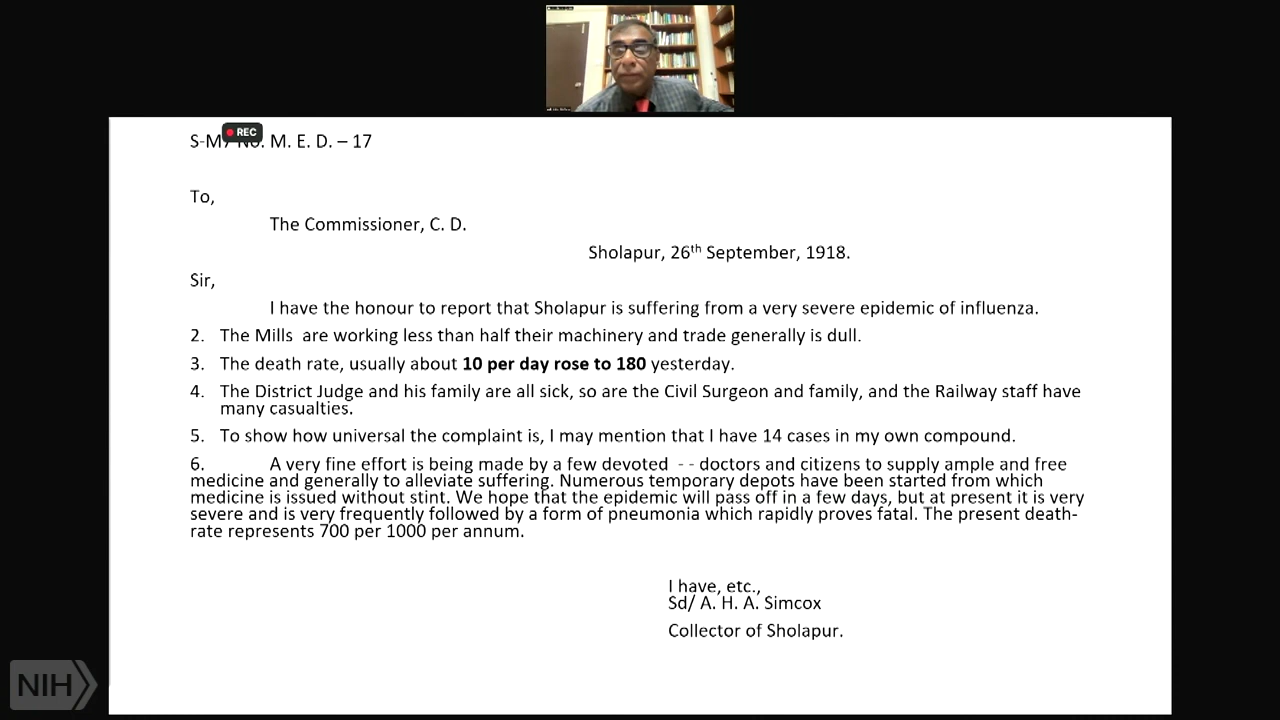 REC
S-M7 No. M. E. D. – 17
To,
The Commissioner, C. D.
Sholapur, 26th September, 1918.
Sir,
I have the honour to report that Sholapur is suffering from a very severe epidemic of influenza.
2. The Mills are working less than half their machinery and trade generally is dull.
3. The death rate, usually about 10 per day rose to 180 yesterday.
4. The District Judge and his family are all sick, so are the Civil Surgeon and family, and the Railway staff have
many casualties.
5. To show how universal the complaint is, I may mention that I have 14 cases in my own compound.
6. A very fine effort is being made by a few devoted - - doctors and citizens to supply ample and free
medicine and generally to alleviate suffering. Numerous temporary depots have been started from which
medicine is issued without stint. We hope that the epidemic will pass off in a few days, but at present it is very
severe and is very frequently followed by a form of pneumonia which rapidly proves fatal. The present death-
rate represents 700 per 1000 per annum.
I have, etc.,
Sd/ A. H. A. Simcox
Collector of Sholapur.
NIH